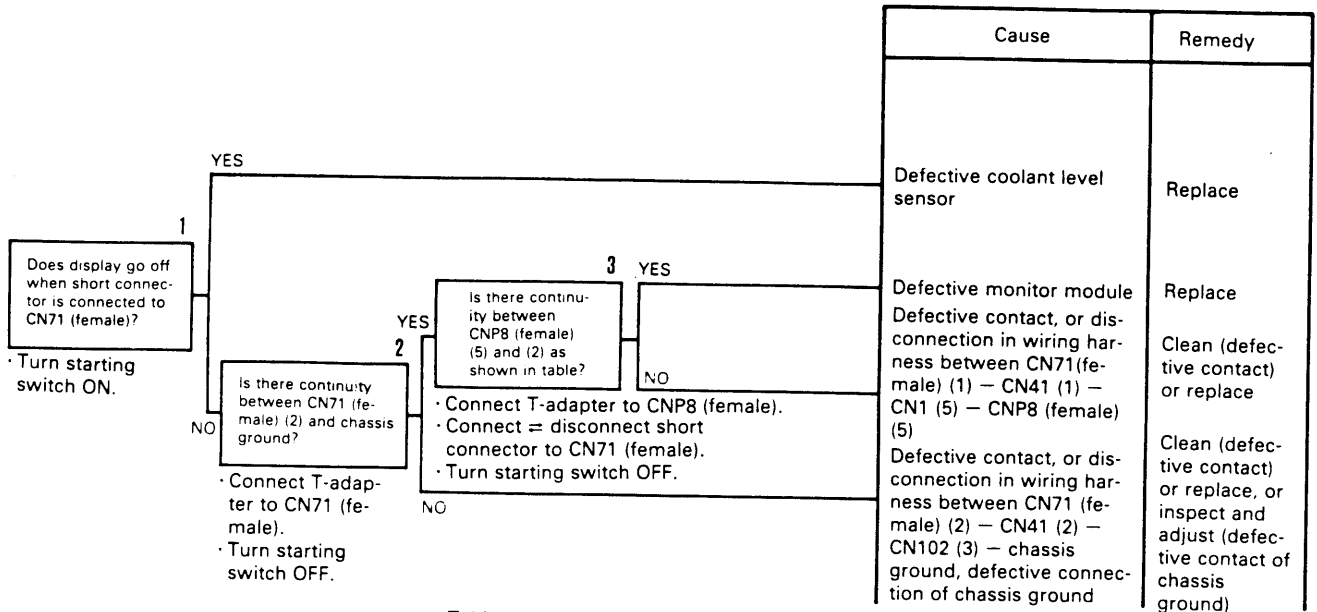 Cause
Remedy
YES
Defective coolant level
sensor
Replace
1
Does display go off
when short connec-
tor is connected to
CN71 (female)?
· Turn starting
switch ON.
NO
YES
2
Is there continuity
between CN71 (fe-
male) (2) and chassis
ground?
· Connect T-adap-
ter to CN71 (fe-
male).
· Turn starting
switch OFF.
3
YES
Is there continu-
ity between
CNP8 (female)
(5) and (2) as
shown in table?
NO
· Connect T-adapter to CNP8 (female).
· Connect ⇌ disconnect short
connector to CN71 (female).
· Turn starting switch OFF.
NO
Defective monitor module
Replace
Defective contact, or dis-
connection in wiring har-
ness between CN71(fe-
male) (1) – CN41 (1) –
CN1 (5) – CNP8 (female)
(5)
Clean (defec-
tive contact)
or replace
Defective contact, or dis-
connection in wiring har-
ness between CN71 (fe-
male) (2) – CN41 (2) –
CN102 (3) – chassis
ground, defective connec-
tion of chassis ground
Clean (defec-
tive contact)
or replace, or
inspect and
adjust (defec-
tive contact of
chassis
ground)